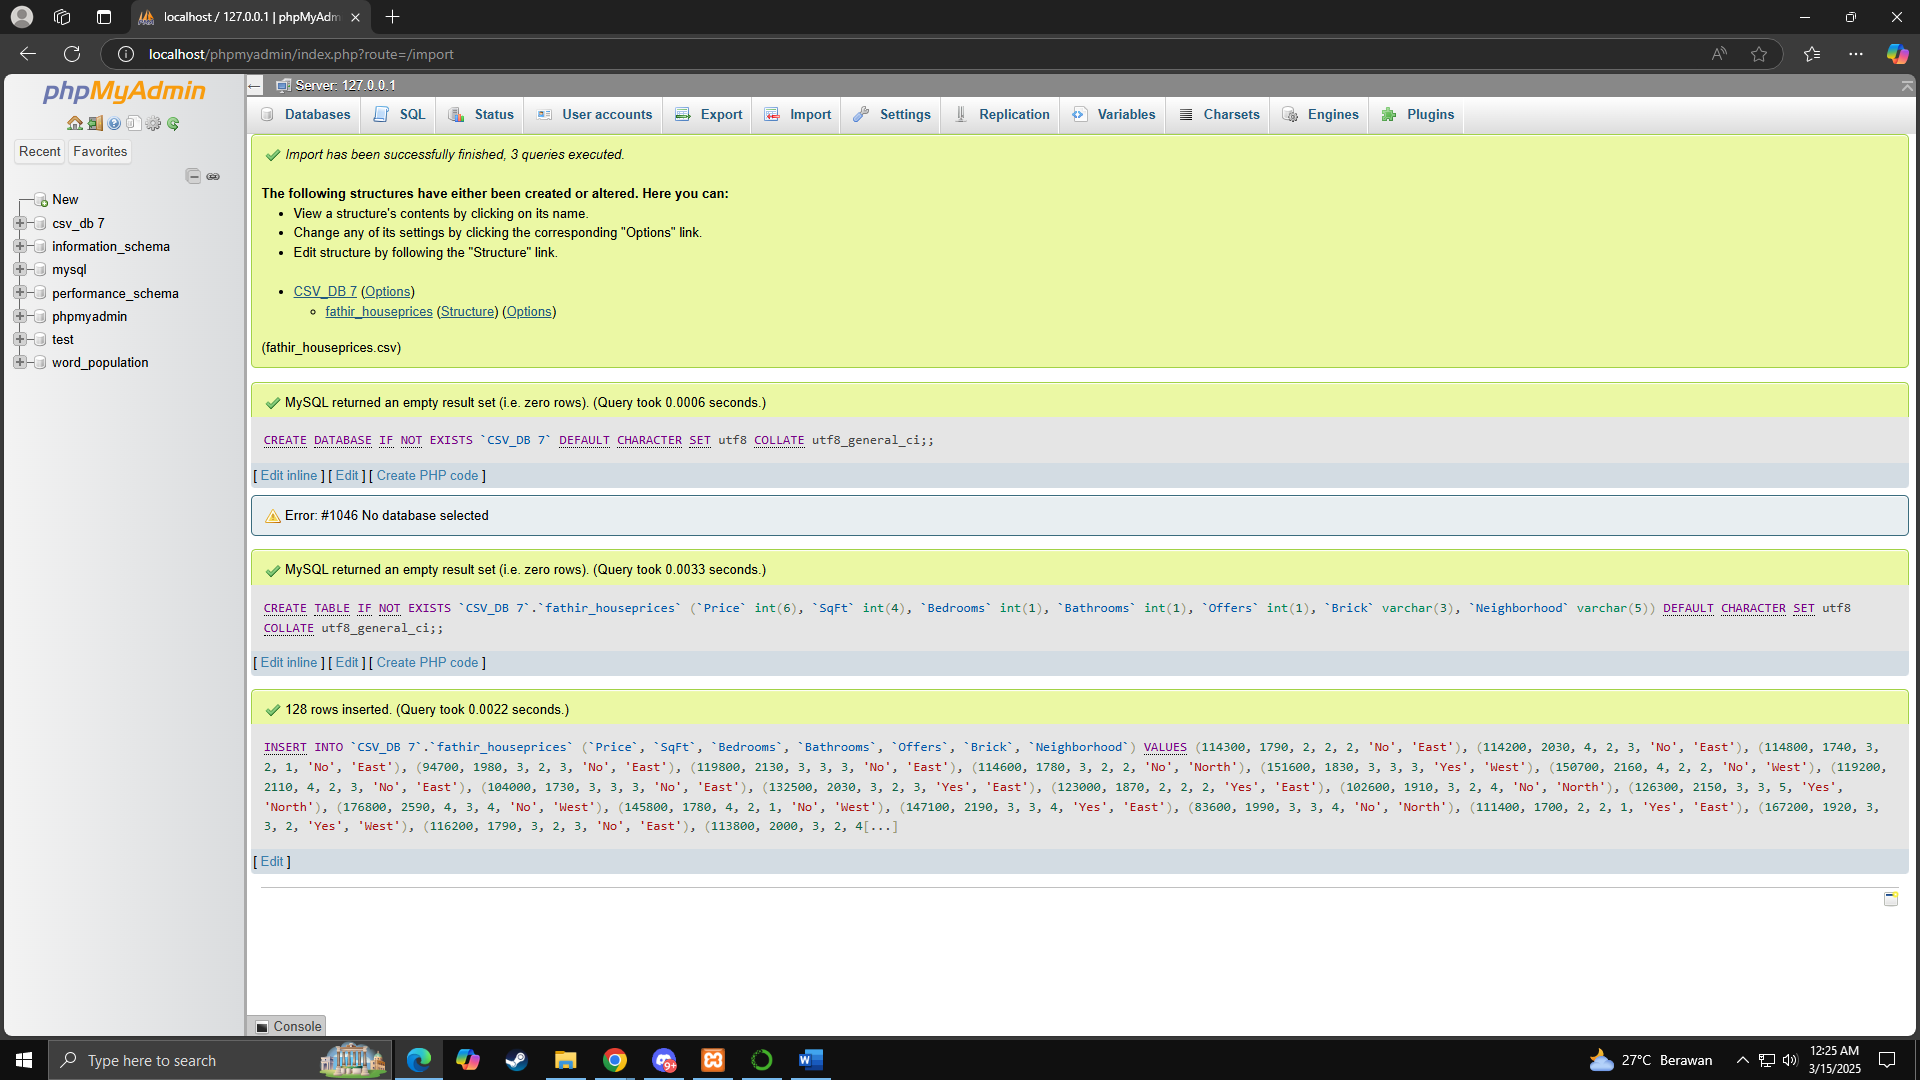 localhost / 127.0.0.1 | phpMyAdm
localhost/phpmyadmin/index.php?route=/import
phpMyAdmin
Recent Favorites
New
csv_db 7
information_schema
mysql
performance_schema
phpmyadmin
test
word_population
Server: 127.0.0.1
Databases SQL Status User accounts Export Import Settings Replication Variables Charsets Engines Plugins
Import has been successfully finished, 3 queries executed.
The following structures have either been created or altered. Here you can:
• View a structure's contents by clicking on its name.
• Change any of its settings by clicking the corresponding "Options" link.
• Edit structure by following the "Structure" link.
• CSV_DB 7 (Options)
◦ fathir_houseprices (Structure) (Options)
(fathir_houseprices.csv)
MySQL returned an empty result set (i.e. zero rows). (Query took 0.0006 seconds.)
CREATE DATABASE IF NOT EXISTS `CSV_DB 7` DEFAULT CHARACTER SET utf8 COLLATE utf8_general_ci;;
[ Edit inline ] [ Edit ] [ Create PHP code ]
Error: #1046 No database selected
MySQL returned an empty result set (i.e. zero rows). (Query took 0.0033 seconds.)
CREATE TABLE IF NOT EXISTS `CSV_DB 7`.`fathir_houseprices` (`Price` int(6), `SqFt` int(4), `Bedrooms` int(1), `Bathrooms` int(1), `Offers` int(1), `Brick` varchar(3), `Neighborhood` varchar(5)) DEFAULT CHARACTER SET utf8
COLLATE utf8_general_ci;;
[ Edit inline ] [ Edit ] [ Create PHP code ]
128 rows inserted. (Query took 0.0022 seconds.)
INSERT INTO `CSV_DB 7`.`fathir_houseprices` (`Price`, `SqFt`, `Bedrooms`, `Bathrooms`, `Offers`, `Brick`, `Neighborhood`) VALUES (114300, 1790, 2, 2, 2, 'No', 'East'), (114200, 2030, 4, 2, 3, 'No', 'East'), (114800, 1740, 3,
2, 1, 'No', 'East'), (94700, 1980, 3, 2, 3, 'No', 'East'), (119800, 2130, 3, 3, 3, 'No', 'East'), (114600, 1780, 3, 2, 2, 'No', 'North'), (151600, 1830, 3, 3, 3, 'Yes', 'West'), (150700, 2160, 4, 2, 2, 'No', 'West'), (119200,
2110, 4, 2, 3, 'No', 'East'), (104000, 1730, 3, 3, 3, 'No', 'East'), (132500, 2030, 3, 2, 3, 'Yes', 'East'), (123000, 1870, 2, 2, 2, 'Yes', 'East'), (102600, 1910, 3, 2, 4, 'No', 'North'), (126300, 2150, 3, 3, 5, 'Yes',
'North'), (176800, 2590, 4, 3, 4, 'No', 'West'), (145800, 1780, 4, 2, 1, 'No', 'West'), (147100, 2190, 3, 3, 4, 'Yes', 'East'), (83600, 1990, 3, 3, 4, 'No', 'North'), (111400, 1700, 2, 2, 1, 'Yes', 'East'), (167200, 1920, 3,
3, 2, 'Yes', 'West'), (116200, 1790, 3, 2, 3, 'No', 'East'), (113800, 2000, 3, 2, 4[...]
[ Edit ]
Console
Type here to search
9+
27°C Berawan
12:25 AM
3/15/2025